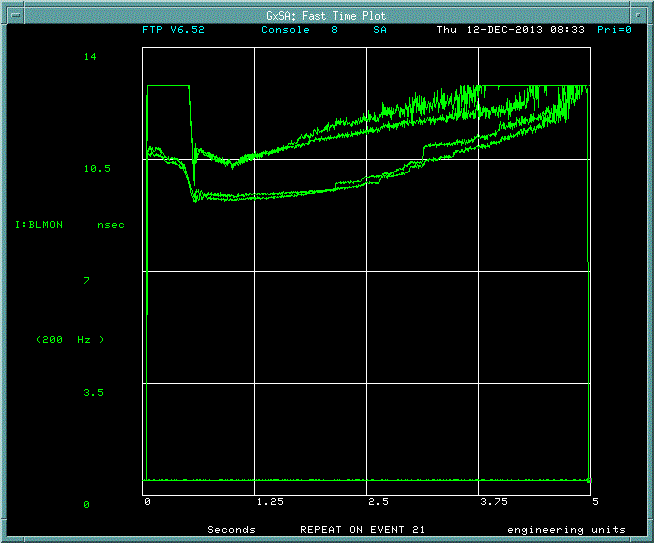 GxSA: Fast Time Plot
FTP V6.52 Console 8 SA Thu 12-DEC-2013 08:33 Pri=0
14
10.5
I:BLMON nsec
7
(200 Hz )
3.5
0
0 1.25 2.5 3.75 5
Seconds REPEAT ON EVENT 21 engineering units